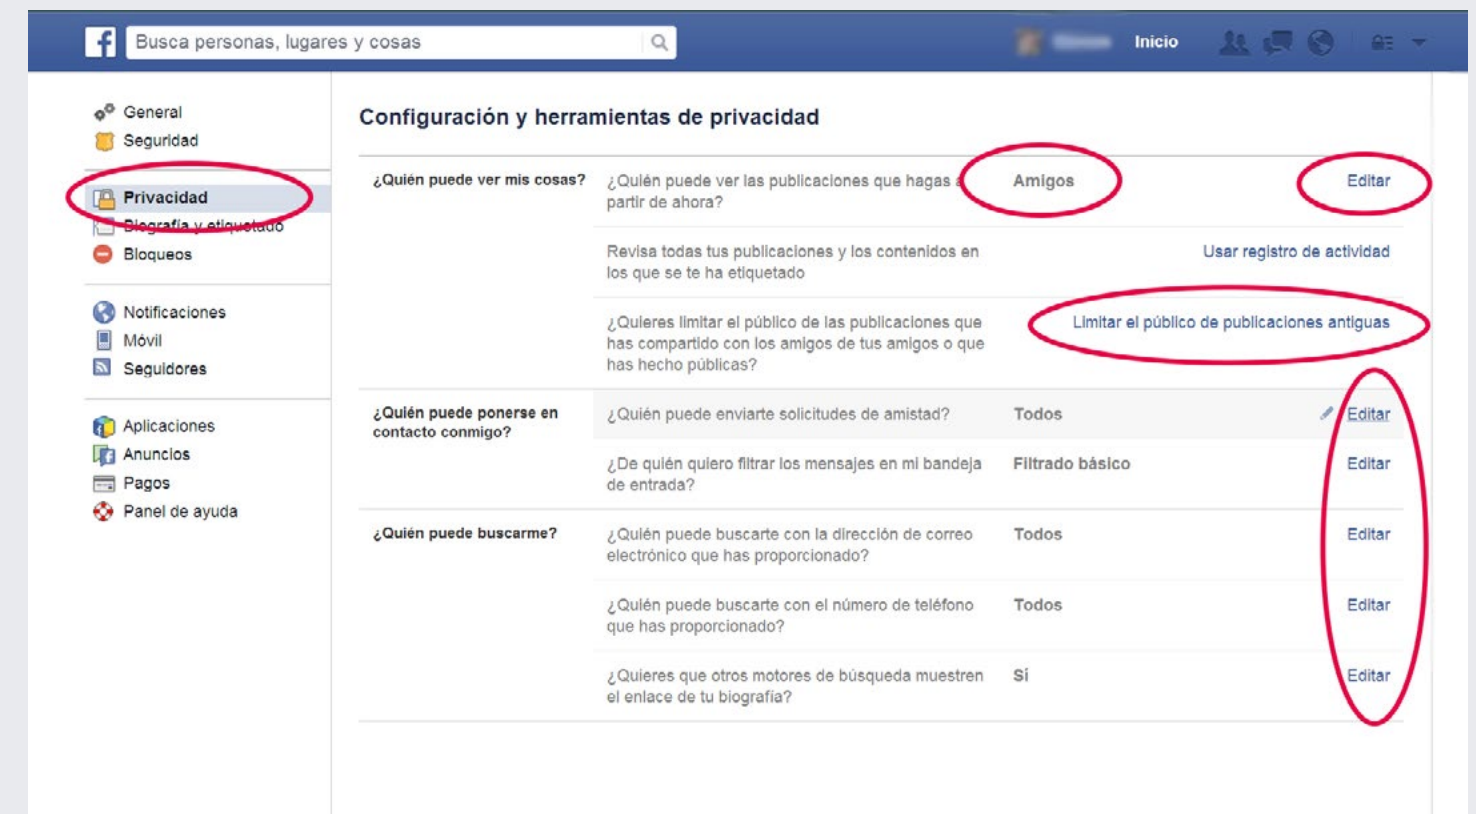 f
Busca personas, lugares y cosas
Inicio
General
Seguridad
Privacidad
Biografía y etiquetado
Bloqueos
Notificaciones
Móvil
Seguidores
Aplicaciones
Anuncios
Pagos
Panel de ayuda
Configuración y herramientas de privacidad
¿Quién puede ver mis cosas?
¿Quién puede ver las publicaciones que hagas a
partir de ahora?
Amigos
Editar
Revisa todas tus publicaciones y los contenidos en
los que se te ha etiquetado
Usar registro de actividad
¿Quieres limitar el público de las publicaciones que
has compartido con los amigos de tus amigos o que
has hecho públicas?
Limitar el público de publicaciones antiguas
¿Quién puede ponerse en
contacto conmigo?
¿Quién puede enviarte solicitudes de amistad?
Todos
Editar
¿De quién quiero filtrar los mensajes en mi bandeja
de entrada?
Filtrado básico
Editar
¿Quién puede buscarme?
¿Quién puede buscarte con la dirección de correo
electrónico que has proporcionado?
Todos
Editar
¿Quién puede buscarte con el número de teléfono
que has proporcionado?
Todos
Editar
¿Quieres que otros motores de búsqueda muestren
el enlace de tu biografía?
Sí
Editar